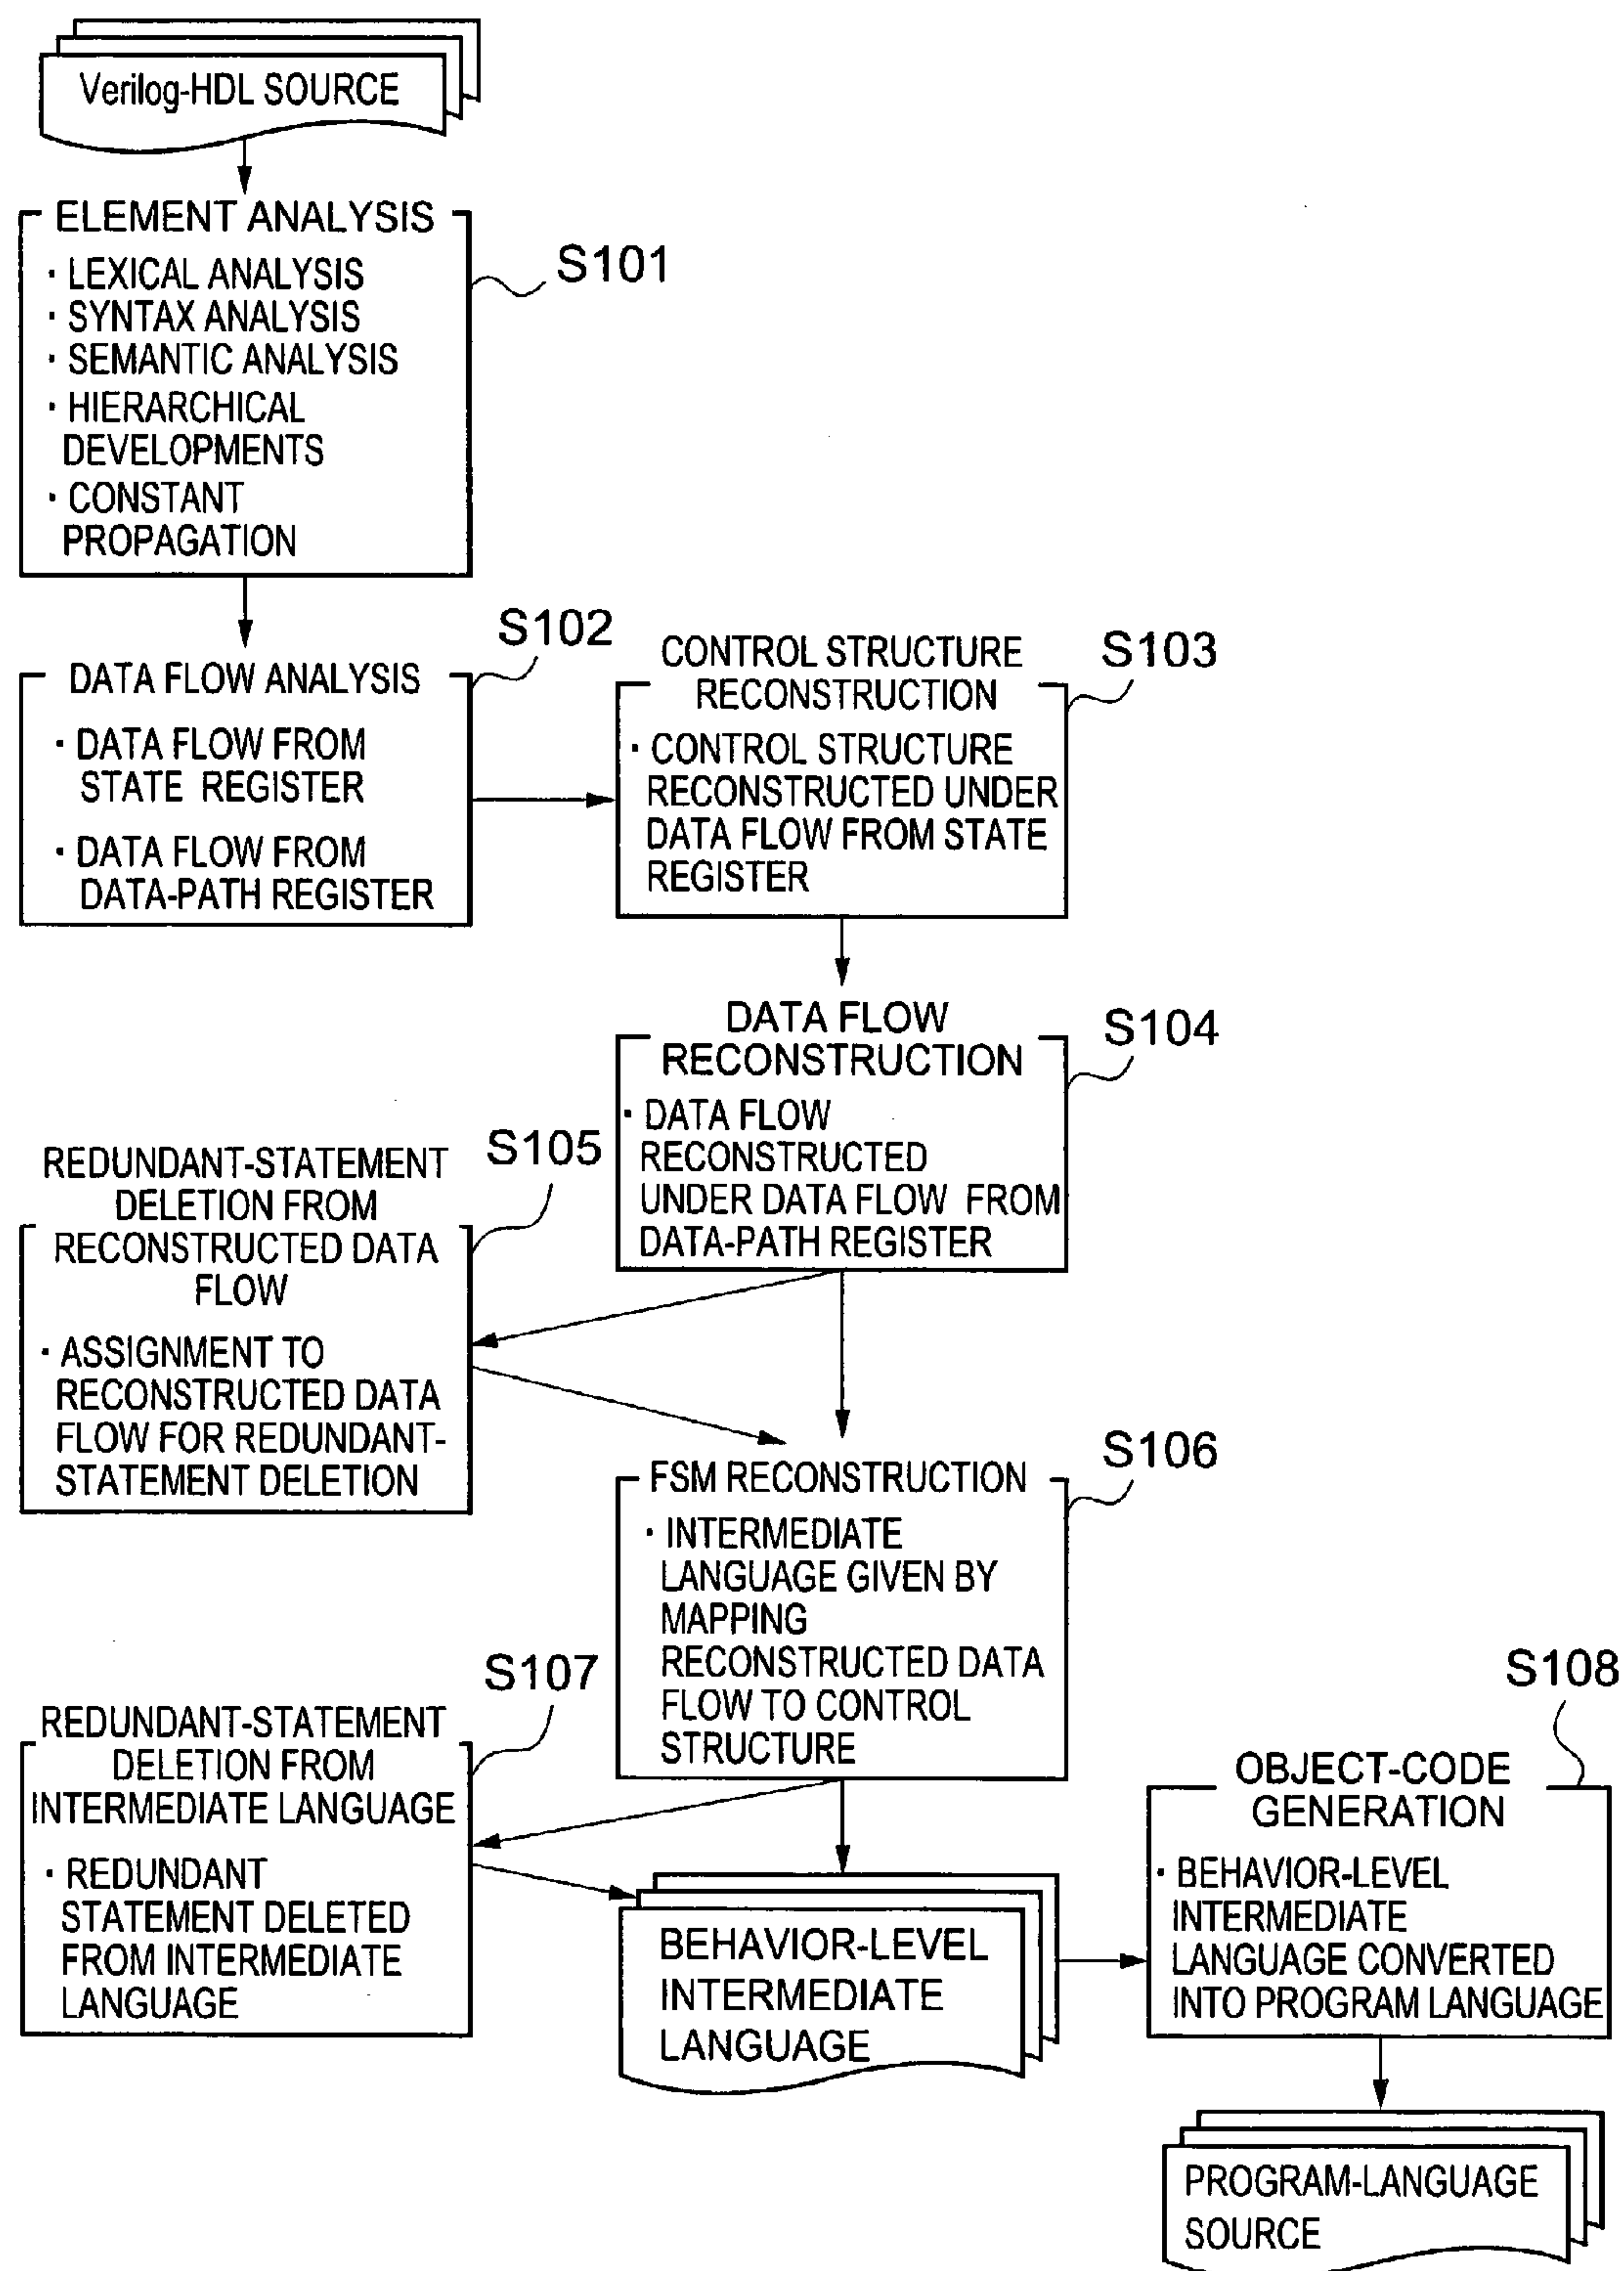 Verilog-HDL SOURCE
ELEMENT ANALYSIS
· LEXICAL ANALYSIS
· SYNTAX ANALYSIS
· SEMANTIC ANALYSIS
· HIERARCHICAL
DEVELOPMENTS
· CONSTANT
PROPAGATION
S101
DATA FLOW ANALYSIS
· DATA FLOW FROM
STATE REGISTER
· DATA FLOW FROM
DATA-PATH REGISTER
S102
CONTROL STRUCTURE
RECONSTRUCTION
· CONTROL STRUCTURE
RECONSTRUCTED UNDER
DATA FLOW FROM STATE
REGISTER
S103
DATA FLOW
RECONSTRUCTION
· DATA FLOW
RECONSTRUCTED
UNDER DATA FLOW FROM
DATA-PATH REGISTER
S104
REDUNDANT-STATEMENT
DELETION FROM
RECONSTRUCTED DATA
FLOW
· ASSIGNMENT TO
RECONSTRUCTED DATA
FLOW FOR REDUNDANT-
STATEMENT DELETION
S105
FSM RECONSTRUCTION
· INTERMEDIATE
LANGUAGE GIVEN BY
MAPPING
RECONSTRUCTED DATA
FLOW TO CONTROL
STRUCTURE
S106
REDUNDANT-STATEMENT
DELETION FROM
INTERMEDIATE LANGUAGE
· REDUNDANT
STATEMENT DELETED
FROM INTERMEDIATE
LANGUAGE
S107
BEHAVIOR-LEVEL
INTERMEDIATE
LANGUAGE
OBJECT-CODE
GENERATION
· BEHAVIOR-LEVEL
INTERMEDIATE
LANGUAGE CONVERTED
INTO PROGRAM LANGUAGE
S108
PROGRAM-LANGUAGE
SOURCE